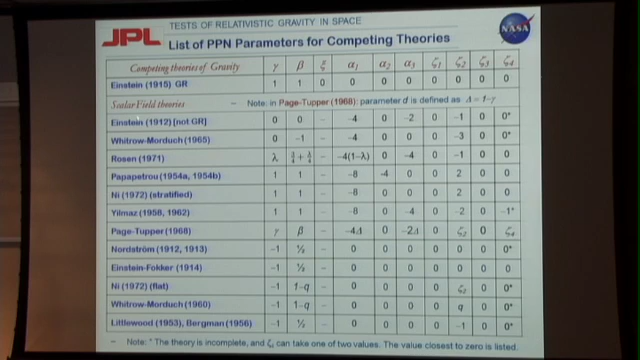 JPL
TESTS OF RELATIVISTIC GRAVITY IN SPACE
List of PPN Parameters for Competing Theories
NASA
Competing theories of Gravity γ β ξ α₁ α₂ α₃ ζ₁ ζ₂ ζ₃ ζ₄
Einstein (1915) GR 1 1 0 0 0 0 0 0 0 0
Scalar Field theories – Note: in Page-Tupper (1968): parameter d is defined as Δ = 1−γ
Einstein (1912) [not GR] 0 0 – −4 0 −2 0 −1 0 0*
Whitrow-Morduch (1965) 0 −1 – −4 0 0 0 −3 0 0*
Rosen (1971) λ −4(1−λ) 0 −4 0 −1 0 0
Papapetrou (1954a, 1954b) 1 1 – −8 −4 0 0 2 0 0
Ni (1972) (stratified) 1 1 – −8 0 0 0 2 0 0
Yilmaz (1958, 1962) 1 1 – −8 0 −4 0 −2 0 −1*
Page-Tupper (1968) γ β – −4Δ 0 −2Δ 0 ζ₂ 0 ζ₄
Nordström (1912, 1913) −1 ½ – 0 0 0 0 0 0 0*
Einstein-Fokker (1914) −1 ½ – 0 0 0 0 0 0 0
Ni (1972) (flat) −1 1−q – 0 0 0 0 ζ₂ 0 0*
Whitrow-Morduch (1960) −1 1−q – 0 0 0 0 q 0 0*
Littlewood (1953), Bergman (1956) −1 ½ – 0 0 0 0 −1 0 0*
– Note: * The theory is incomplete, and ζ₄ can take one of two values. The value closest to zero is listed.